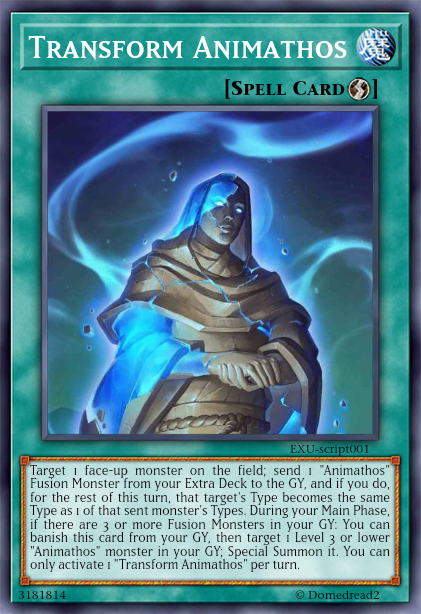 Transform Animathos
魔
[Spell Card]
EXU-script001
Target 1 face-up monster on the field; send 1 "Animathos"
Fusion Monster from your Extra Deck to the GY, and if you do,
for the rest of this turn, that target's Type becomes the same
Type as 1 of that sent monster's Types. During your Main Phase,
if there are 3 or more Fusion Monsters in your GY: You can
banish this card from your GY, then target 1 Level 3 or lower
"Animathos" monster in your GY; Special Summon it. You can
only activate 1 "Transform Animathos" per turn.
3181814
© Domedread2